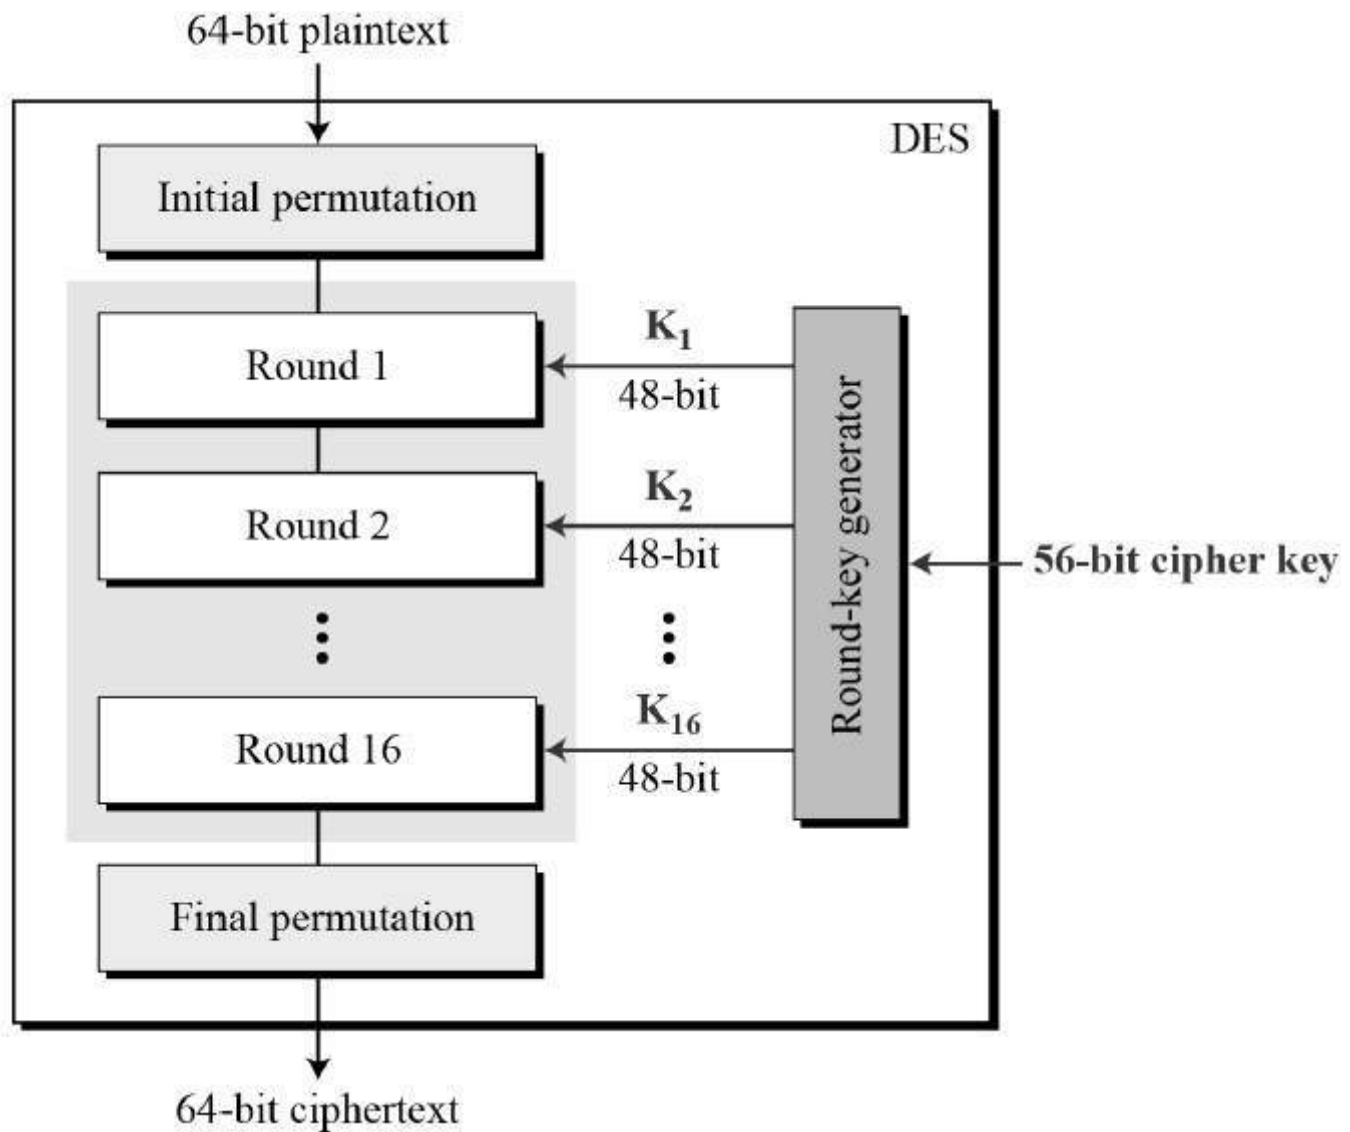 64-bit plaintext
DES
Initial permutation
Round 1
K₁
48-bit
Round 2
K₂
48-bit
Round-key generator
56-bit cipher key
Round 16
K₁₆
48-bit
Final permutation
64-bit ciphertext